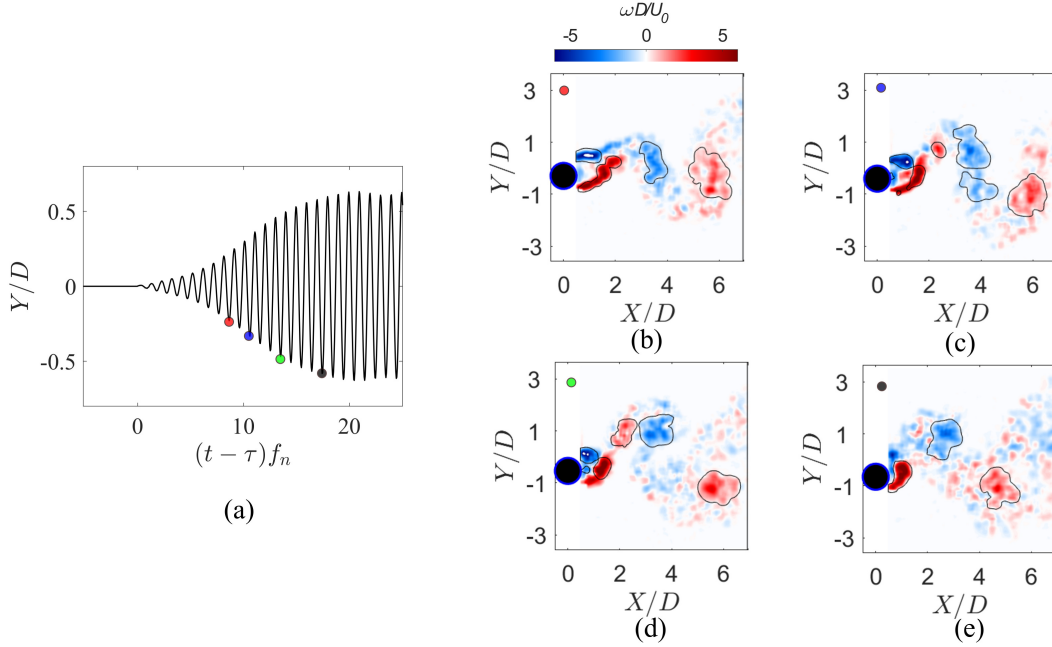 ωD/U₀
-5 0 5
3
1
-1
-3
Y/D
0 2 4 6
X/D
(b)
3
1
-1
-3
Y/D
0 2 4 6
X/D
(c)
0.5
0
-0.5
Y/D
0 10 20
(t − τ)fₙ
(a)
3
1
-1
-3
Y/D
0 2 4 6
X/D
(d)
3
1
-1
-3
Y/D
0 2 4 6
X/D
(e)